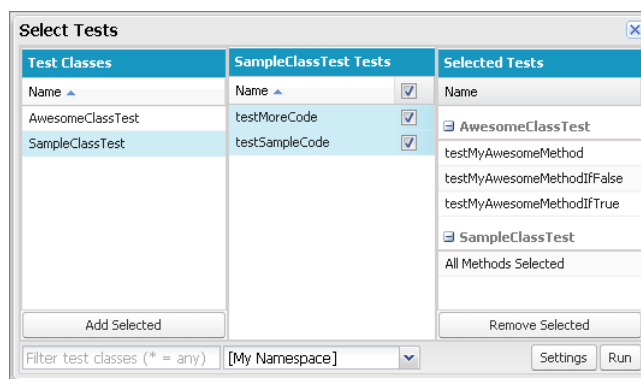 Select Tests
Test Classes
Name
AwesomeClassTest
SampleClassTest
Add Selected
SampleClassTest Tests
Name
testMoreCode
testSampleCode
Selected Tests
Name
AwesomeClassTest
testMyAwesomeMethod
testMyAwesomeMethodIfFalse
testMyAwesomeMethodIfTrue
SampleClassTest
All Methods Selected
Remove Selected
Filter test classes (* = any)
[My Namespace]
Settings
Run